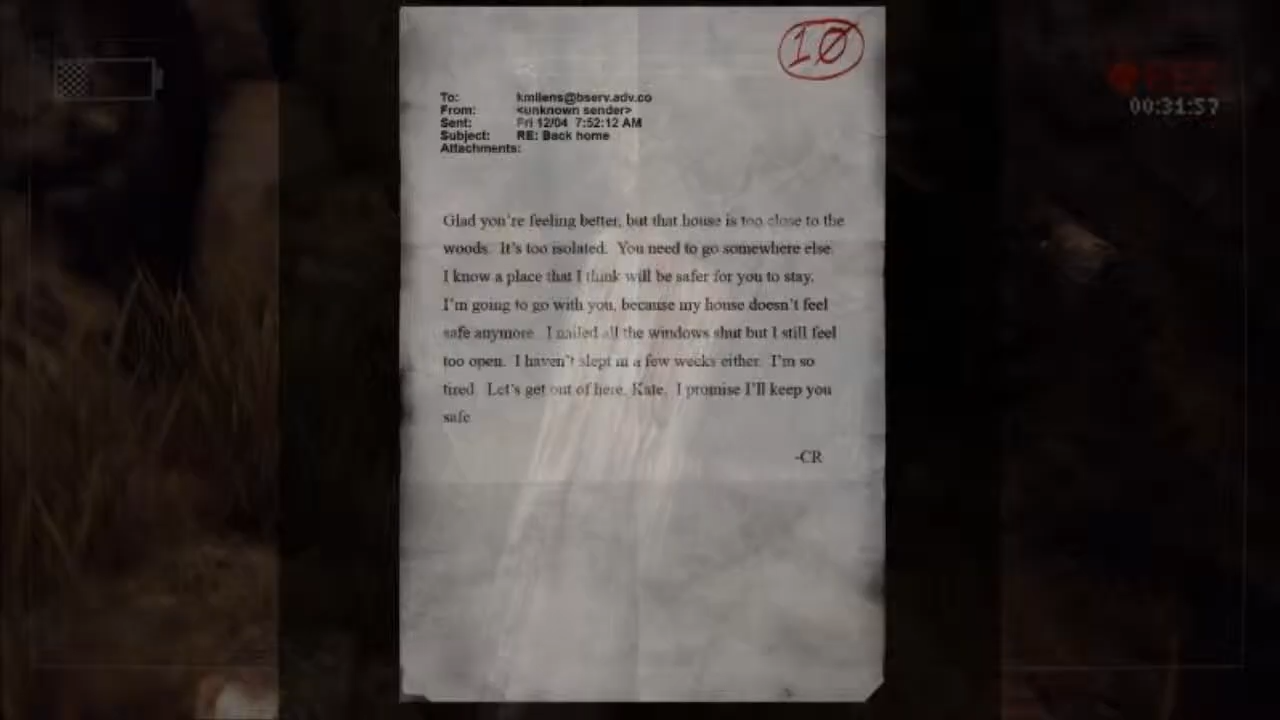 10
REC
00:31:57
To: kmilens@bserv.adv.co
From: <unknown sender>
Sent: Fri 12/04 7:52:12 AM
Subject: RE: Back home
Attachments:
Glad you're feeling better, but that house is too close to the
woods. It's too isolated. You need to go somewhere else.
I know a place that I think will be safer for you to stay.
I'm going to go with you, because my house doesn't feel
safe anymore. I nailed all the windows shut but I still feel
too open. I haven't slept in a few weeks either. I'm so
tired. Let's get out of here, Kate. I promise I'll keep you
safe
-CR